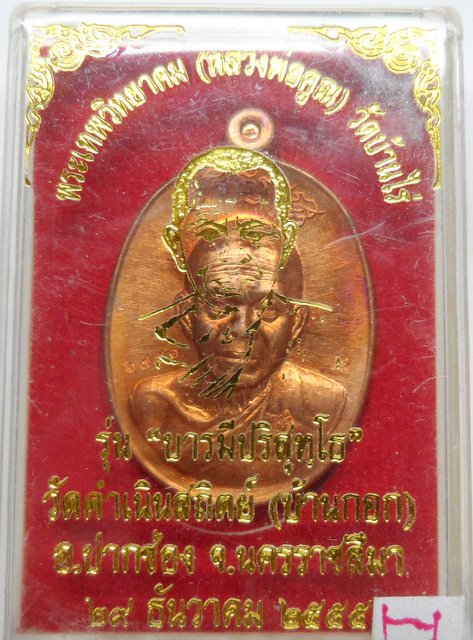 พระเทพวิทยาคม (หลวงพ่อคูณ) วัดบ้านไร่
รุ่น “บารมีปริสุทฺโธ”
วัดดำเนินสถิตย์ (บ้านกอก)
อ.ปากช่อง จ.นครราชสีมา
๒๙ ธันวาคม ๒๕๕๕